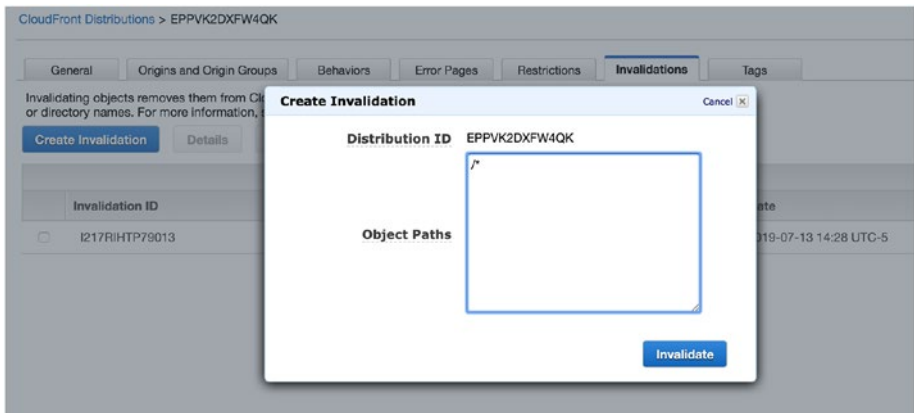 CloudFront Distributions > EPPVK2DXFW4QK
General Origins and Origin Groups Behaviors Error Pages Restrictions Invalidations Tags
Invalidating objects removes them from
or directory names. For more information,
Create Invalidation Cancel
Create Invalidation Details
Distribution ID EPPVK2DXFW4QK
/*
Invalidation ID
Object Paths
I217RIHTP79013 019-07-13 14:28 UTC-5
Invalidate